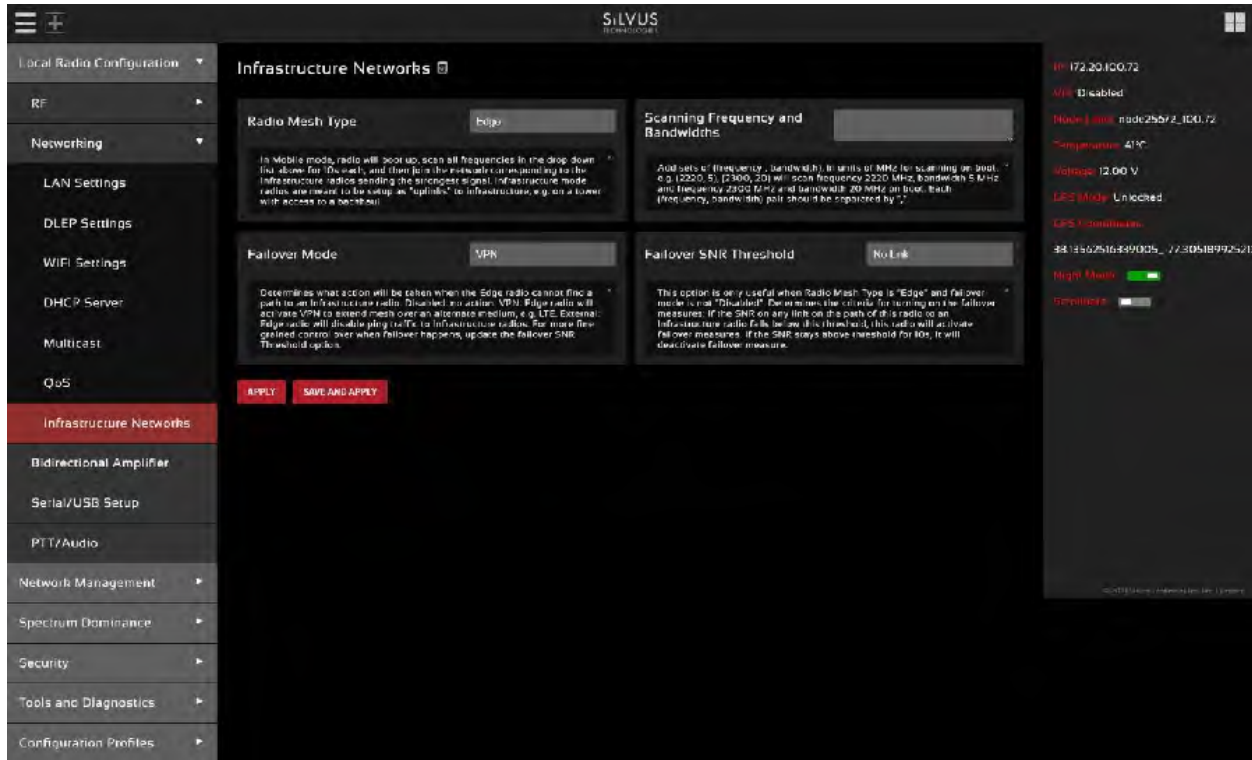 SiLVUS
TECHNOLOGIES
Local Radio Configuration
RF
Networking
LAN Settings
DLEP Settings
WIFI Settings
DHCP Server
Multicast
QoS
Infrastructure Networks
Bidirectional Amplifier
Serial/USB Setup
PTT/Audio
Network Management
Spectrum Dominance
Security
Tools and Diagnostics
Configuration Profiles
Infrastructure Networks
Radio Mesh Type
Edge
In Mobile mode, radio will boot up, scan all frequencies in the drop down
list above for 10s each, and then join the network corresponding to the
Infrastructure radios sending the strongest signal. Infrastructure mode
radios are meant to be setup as "uplinks" to infrastructure, e.g. on a tower
with access to a backhaul
Scanning Frequency and
Bandwidths
Add sets of (frequency, bandwidth), in units of MHz for scanning on boot.
e.g. (2220, 5), (2300, 20) will scan frequency 2220 MHz, bandwidth 5 MHz
and frequency 2300 MHz and bandwidth 20 MHz on boot. Each
(frequency, bandwidth) pair should be separated by ","
Failover Mode
VPN
Determines what action will be taken when the Edge radio cannot find a
path to an Infrastructure radio. Disabled: no action. VPN: Edge radio will
activate VPN to extend mesh over an alternate medium, e.g. LTE. External:
Edge radio will disable ping traffic to Infrastructure radios. For more fine
grained control over when failover happens, update the Failover SNR
Threshold option.
Failover SNR Threshold
No Link
This option is only useful when Radio Mesh Type is "Edge" and failover
mode is not "Disabled". Determines the criteria for turning on the failover
measures: If the SNR on any link on the path of this radio to an
Infrastructure radio falls below this threshold, this radio will activate
failover measures. If the SNR stays above threshold for 10s, it will
deactivate failover measure.
APPLY SAVE AND APPLY
IP: 172.20.100.72
Disabled
node25672_100.72
Temperature: 41°C
Voltage: 12.00 V
GPS Mode: Unlocked
GPS Coordinates:
Night Mode: